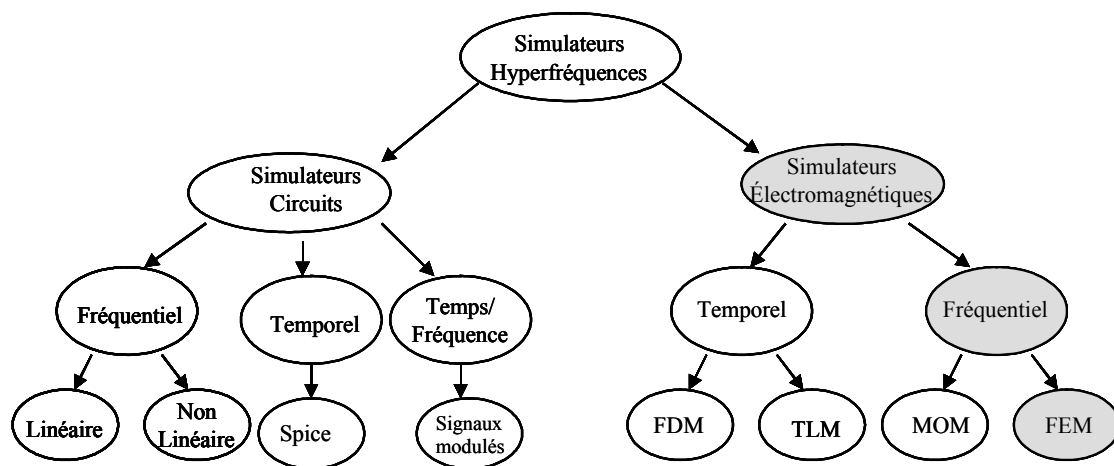 Simulateurs
Hyperfréquences
Simulateurs
Circuits
Simulateurs
Électromagnétiques
Fréquentiel
Temporel
Temps/
Fréquence
Temporel
Fréquentiel
Linéaire
Non
Linéaire
Spice
Signaux
modulés
FDM
TLM
MOM
FEM